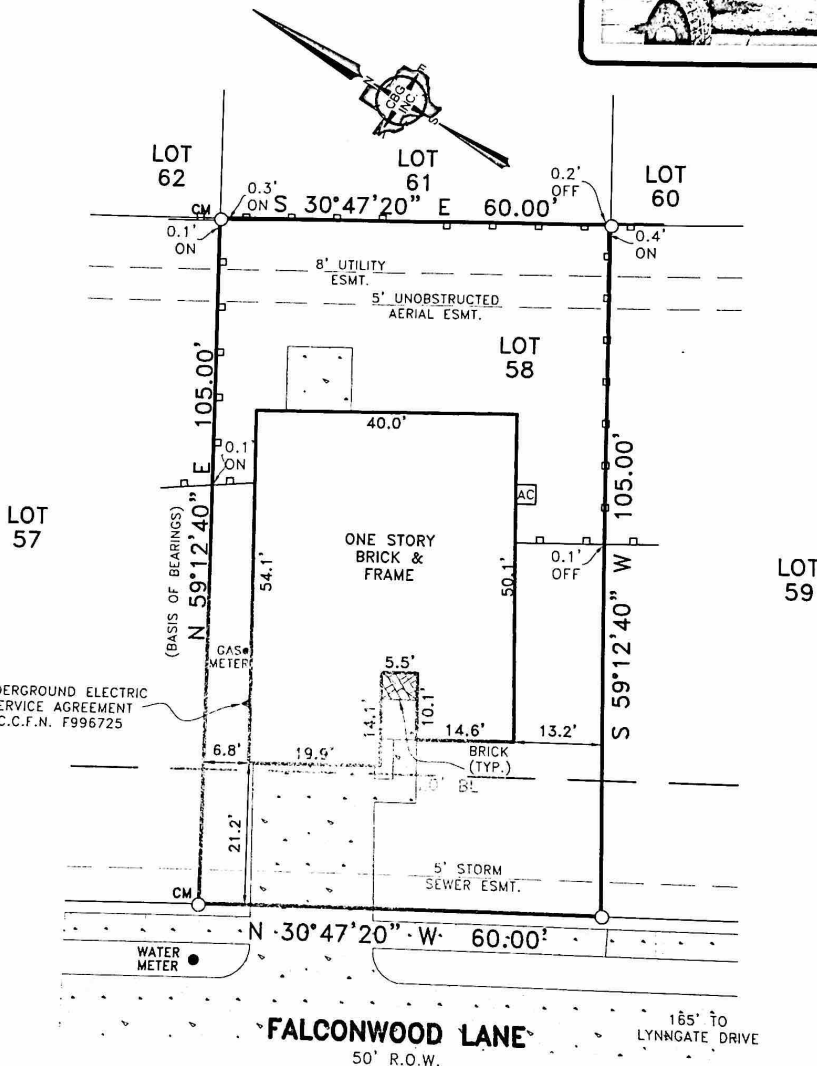 N
E
CBG
INC.
S
LOT
62
LOT
61
LOT
60
0.3'
ON
0.2'
OFF
CM
S 30°47'20" E 60.00'
0.1'
ON
0.4'
ON
8' UTILITY
ESMT.
5' UNOBSTRUCTED
AERIAL ESMT.
LOT
58
40.0'
N 59°12'40" E 105.00'
(BASIS OF BEARINGS)
0.1'
ON
AC
S 59°12'40" W 105.00'
LOT
57
ONE STORY
BRICK &
FRAME
54.1'
50.1'
0.1'
OFF
LOT
59
GAS
METER
5.5'
DERGROUND ELECTRIC
ERVICE AGREEMENT
C.C.F.N. F996725
14.1'
10.1'
14.6'
13.2'
6.8'
19.9'
BRICK
(TYP.)
0' BL
21.2'
5' STORM
SEWER ESMT.
CM
N 30°47'20" W 60.00'
WATER
METER
FALCONWOOD LANE
50' R.O.W.
165' TO
LYNNGATE DRIVE